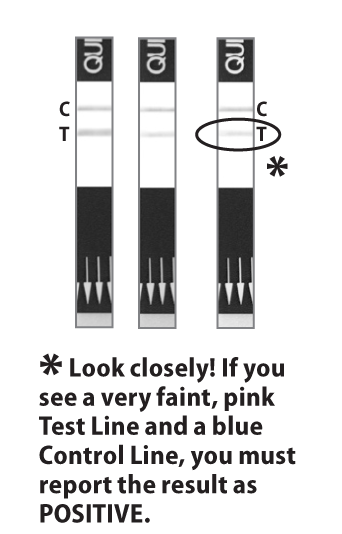 QUI QUI QUI
C C
T T
*
* Look closely! If you
see a very faint, pink
Test Line and a blue
Control Line, you must
report the result as
POSITIVE.